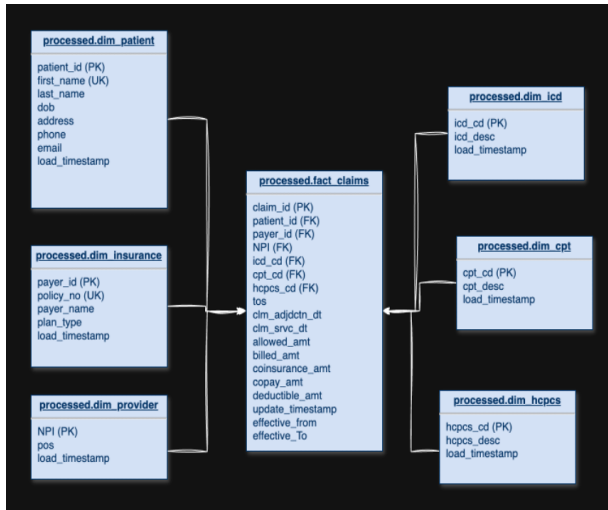 processed.dim_patient
patient_id (PK)
first_name (UK)
last_name
dob
address
phone
email
load_timestamp
processed.dim_insurance
payer_id (PK)
policy_no (UK)
payer_name
plan_type
load_timestamp
processed.dim_provider
NPI (PK)
pos
load_timestamp
processed.fact_claims
claim_id (PK)
patient_id (FK)
payer_id (FK)
NPI (FK)
icd_cd (FK)
cpt_cd (FK)
hcpcs_cd (FK)
tos
clm_adjdctn_dt
clm_srvc_dt
allowed_amt
billed_amt
coinsurance_amt
copay_amt
deductible_amt
update_timestamp
effective_from
effective_To
processed.dim_icd
icd_cd (PK)
icd_desc
load_timestamp
processed.dim_cpt
cpt_cd (PK)
cpt_desc
load_timestamp
processed.dim_hcpcs
hcpcs_cd (PK)
hcpcs_desc
load_timestamp